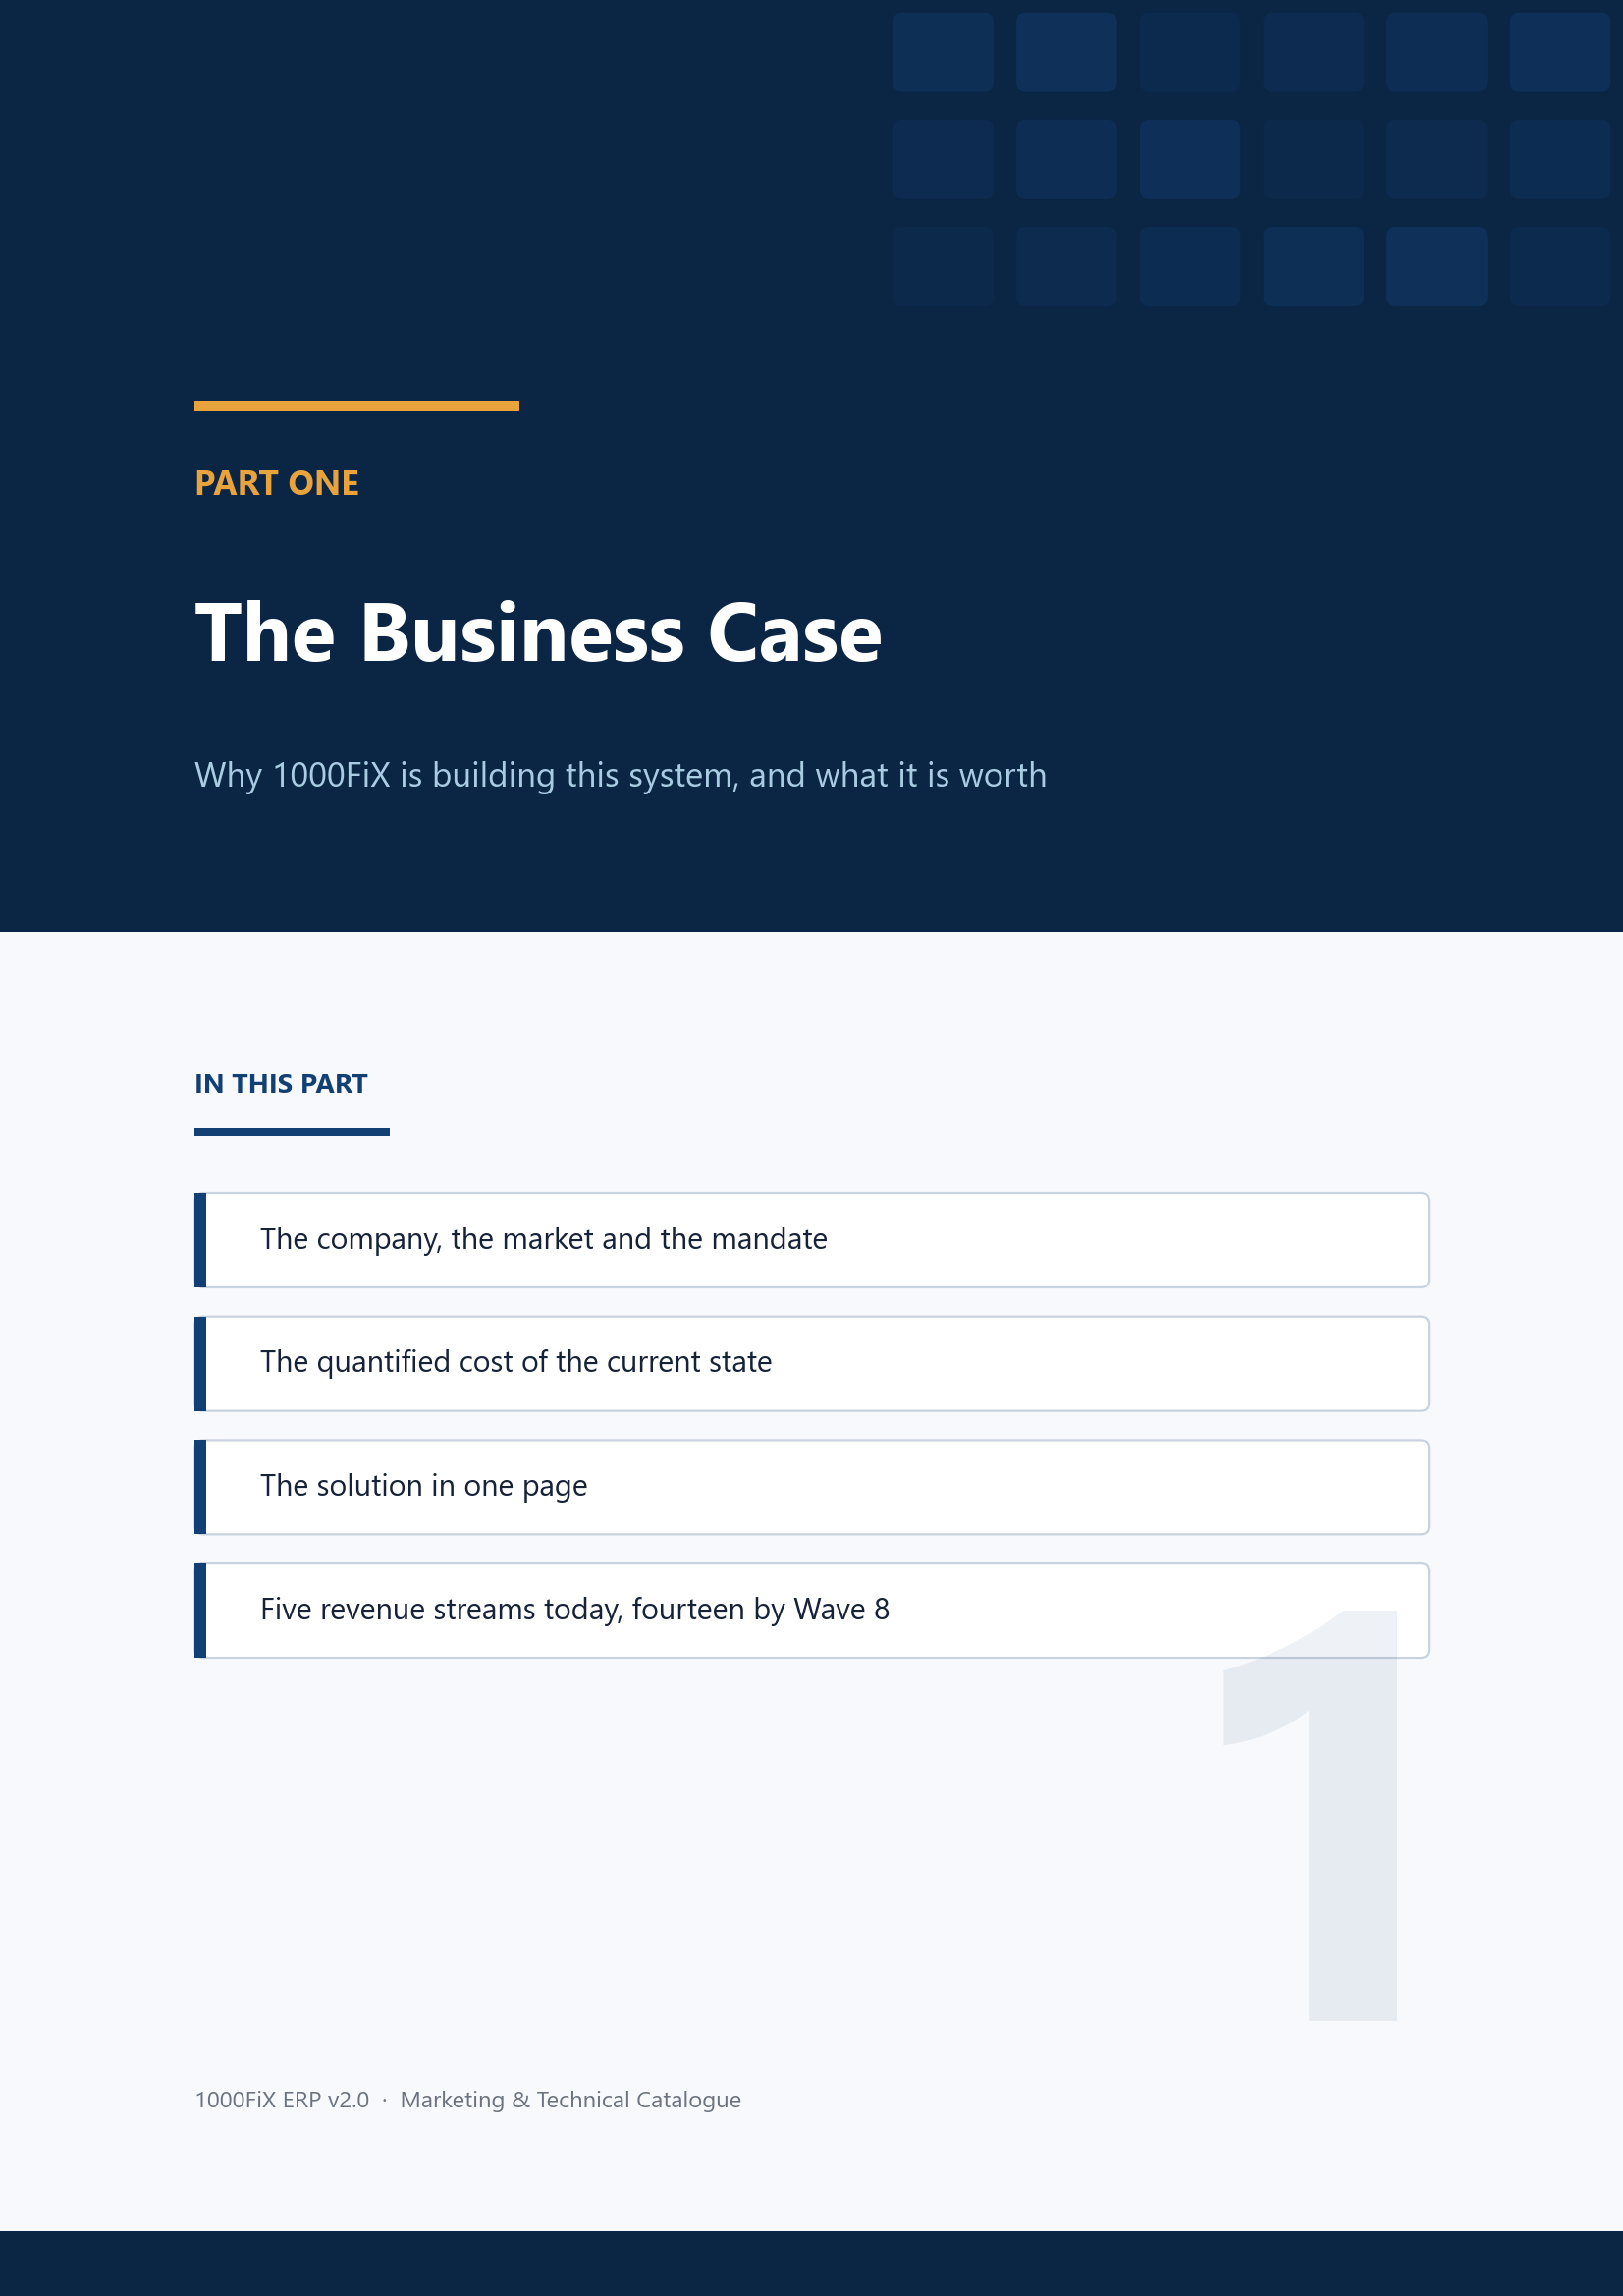 PART ONE
The Business Case
Why 1000FiX is building this system, and what it is worth
IN THIS PART
The company, the market and the mandate
The quantified cost of the current state
The solution in one page
Five revenue streams today, fourteen by Wave 8
1
1000FiX ERP v2.0 · Marketing & Technical Catalogue